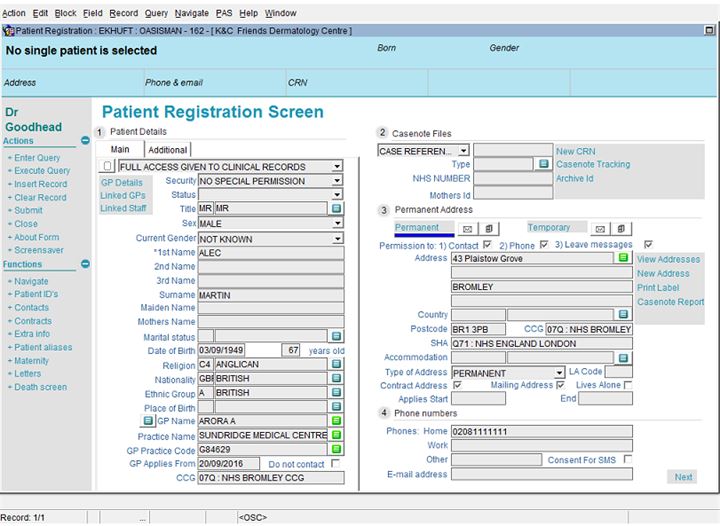 Action Edit Block Field Record Query Navigate PAS Help Window
Patient Registration : EKHUFT : OASISMAN - 162 - [ K&C Friends Dermatology Centre ]
No single patient is selected
Born
Gender
Address
Phone & email
CRN
Dr Goodhead
Actions
+ Enter Query
+ Execute Query
+ Insert Record
+ Clear Record
+ Submit
+ Close
+ About Form
+ Screensaver
Functions
+ Navigate
+ Patient ID's
+ Contacts
+ Contracts
+ Extra info
+ Patient aliases
+ Maternity
+ Letters
+ Death screen
Patient Registration Screen
1 Patient Details
Main Additional
FULL ACCESS GIVEN TO CLINICAL RECORDS
GP Details
Linked GPs
Linked Staff
Security NO SPECIAL PERMISSION
Status
Title MR MR
Sex MALE
Current Gender NOT KNOWN
*1st Name ALEC
2nd Name
3rd Name
Surname MARTIN
Maiden Name
Mothers Name
Marital status
Date of Birth 03/09/1949 67 years old
Religion C4 ANGLICAN
Nationality GBF BRITISH
Ethnic Group A BRITISH
Place of Birth
GP Name ARORA A
Practice Name SUNDRIDGE MEDICAL CENTRE
GP Practice Code G84629
GP Applies From 20/09/2016 Do not contact
CCG 07Q : NHS BROMLEY CCG
2 Casenote Files
CASE REFEREN... New CRN
Type Casenote Tracking
NHS NUMBER Archive Id
Mothers Id
3 Permanent Address
Permanent Temporary
Permission to: 1) Contact 2) Phone 3) Leave messages
Address 43 Plaistow Grove View Addresses
New Address
BROMLEY Print Label
Casenote Report
Country
Postcode BR1 3PB CCG 07Q : NHS BROMLEY
SHA Q71 : NHS ENGLAND LONDON
Accommodation
Type of Address PERMANENT LA Code
Contract Address Mailing Address Lives Alone
Applies Start End
4 Phone numbers
Phones: Home 02081111111
Work
Other Consent For SMS
E-mail address
Next
Record: 1/1 ... <OSC>